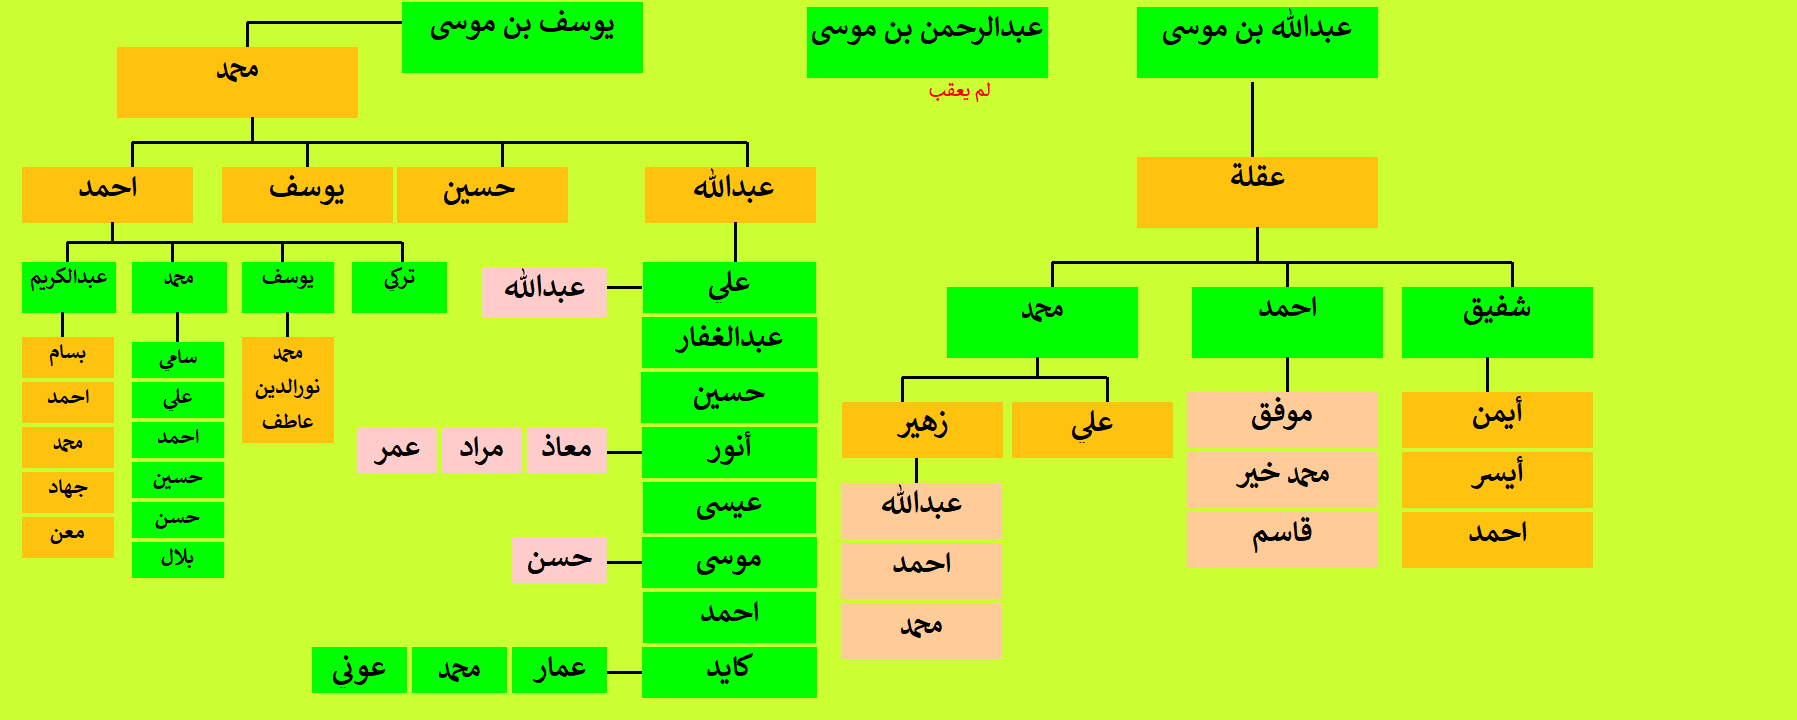 عبدالله بن موسى
عبدالرحمن بن موسى
يوسف بن موسى
لم يعقب
محمد
عقلة
عبدالله
حسين
يوسف
احمد
شفيق
احمد
محمد
علي
عبدالله
تركي
يوسف
محمد
عبدالكريم
عبدالغفار
حسين
أنور
معاذ
مراد
عمر
عيسى
موسى
حسن
احمد
كايد
عمار
محمد
عوني
أيمن
أيسر
احمد
موفق
محمد خير
قاسم
علي
زهير
عبدالله
احمد
محمد
محمد
نورالدين
عاطف
سامي
علي
احمد
حسين
حسن
بلال
بسام
احمد
محمد
جهاد
معن